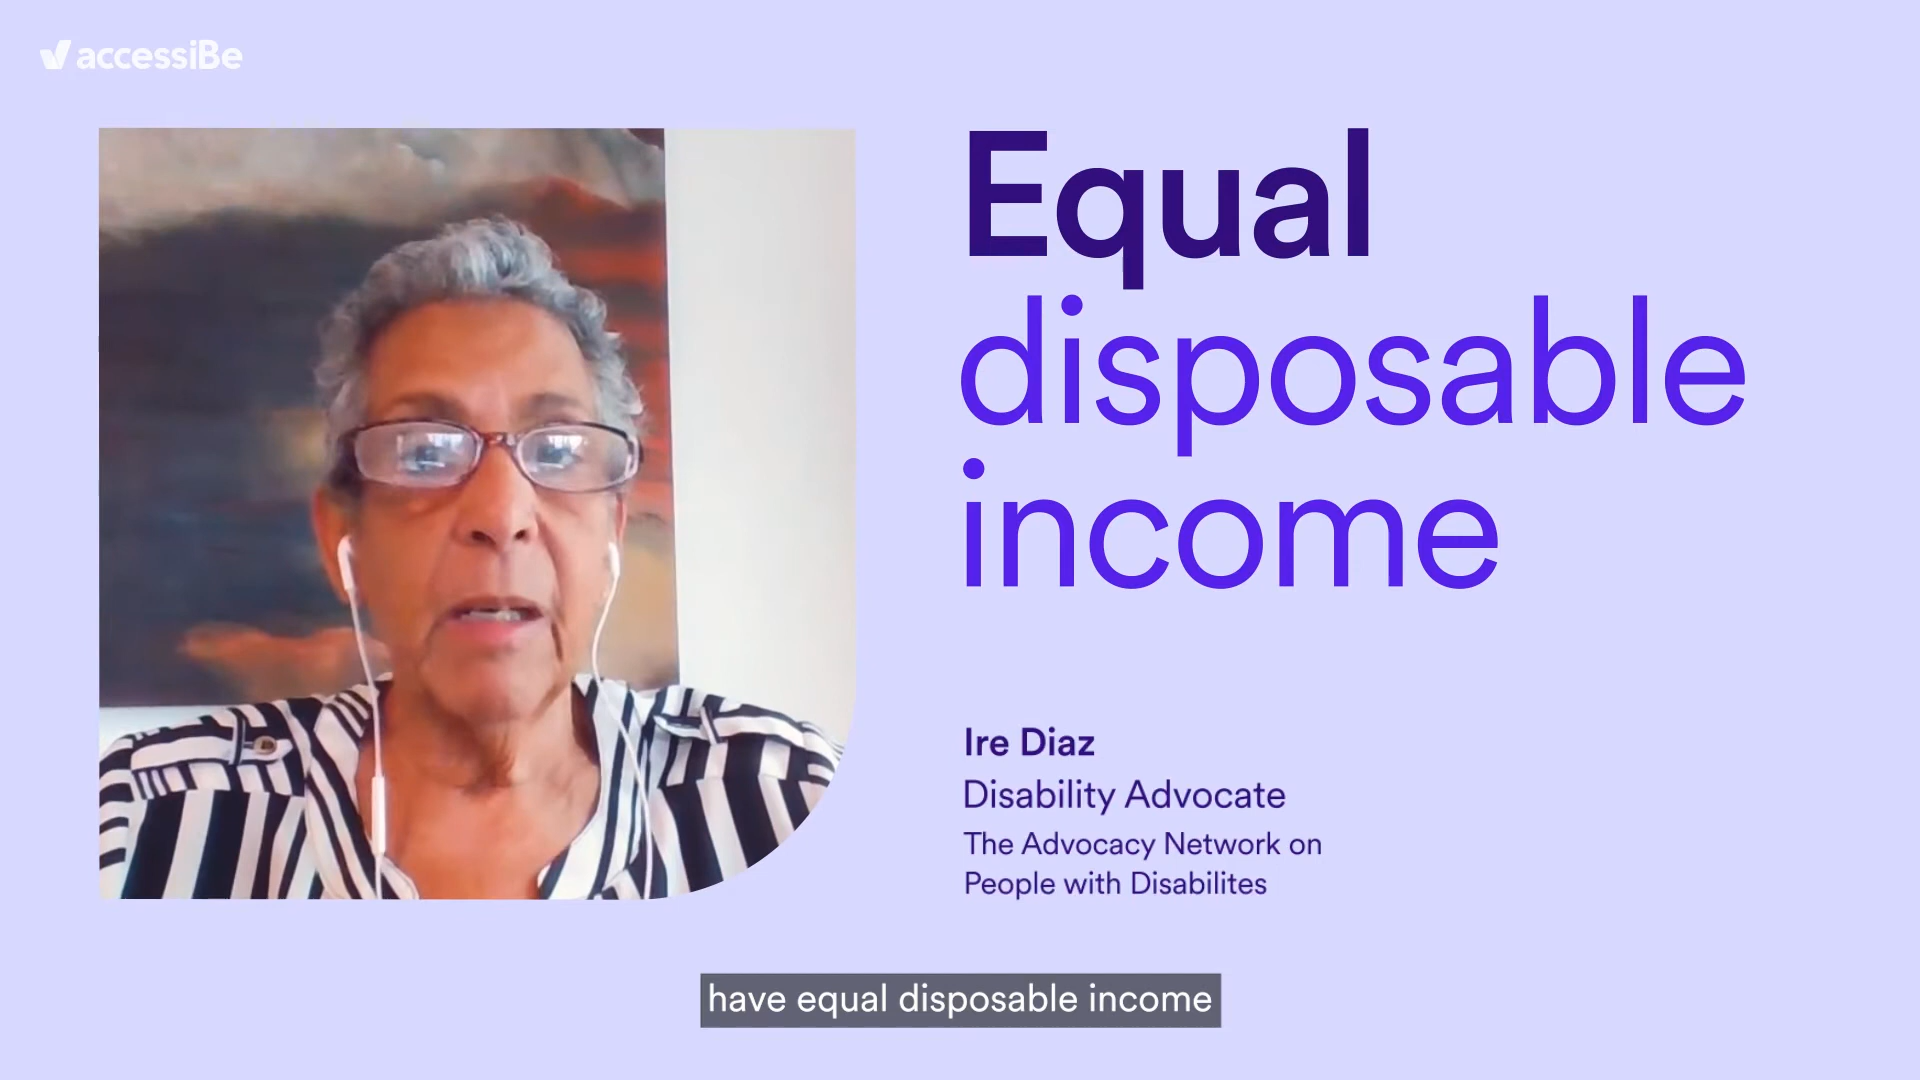 accessiBe
Equal
disposable
income
Ire Diaz
Disability Advocate
The Advocacy Network on
People with Disabilites
have equal disposable income